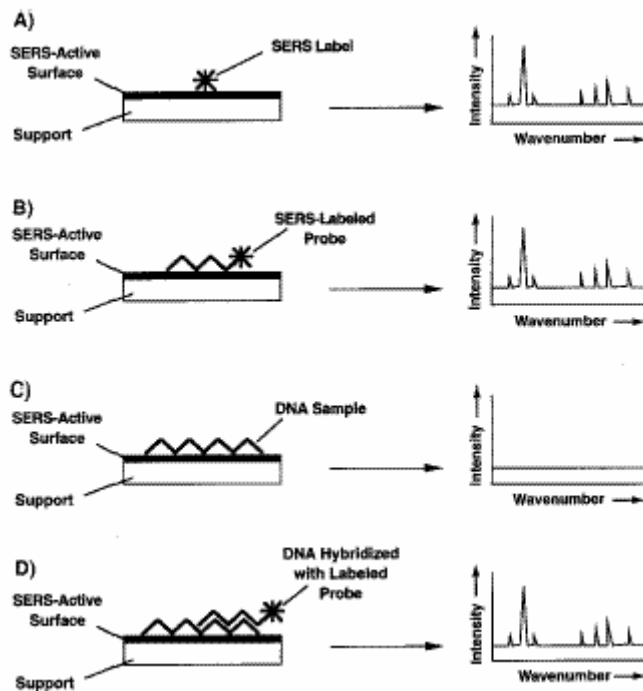 A)
SERS Label
SERS-Active
Surface
Support
Intensity
Wavenumber
B)
SERS-Labeled
Probe
SERS-Active
Surface
Support
Intensity
Wavenumber
C)
DNA Sample
SERS-Active
Surface
Support
Intensity
Wavenumber
D)
DNA Hybridized
with Labeled
Probe
SERS-Active
Surface
Support
Intensity
Wavenumber